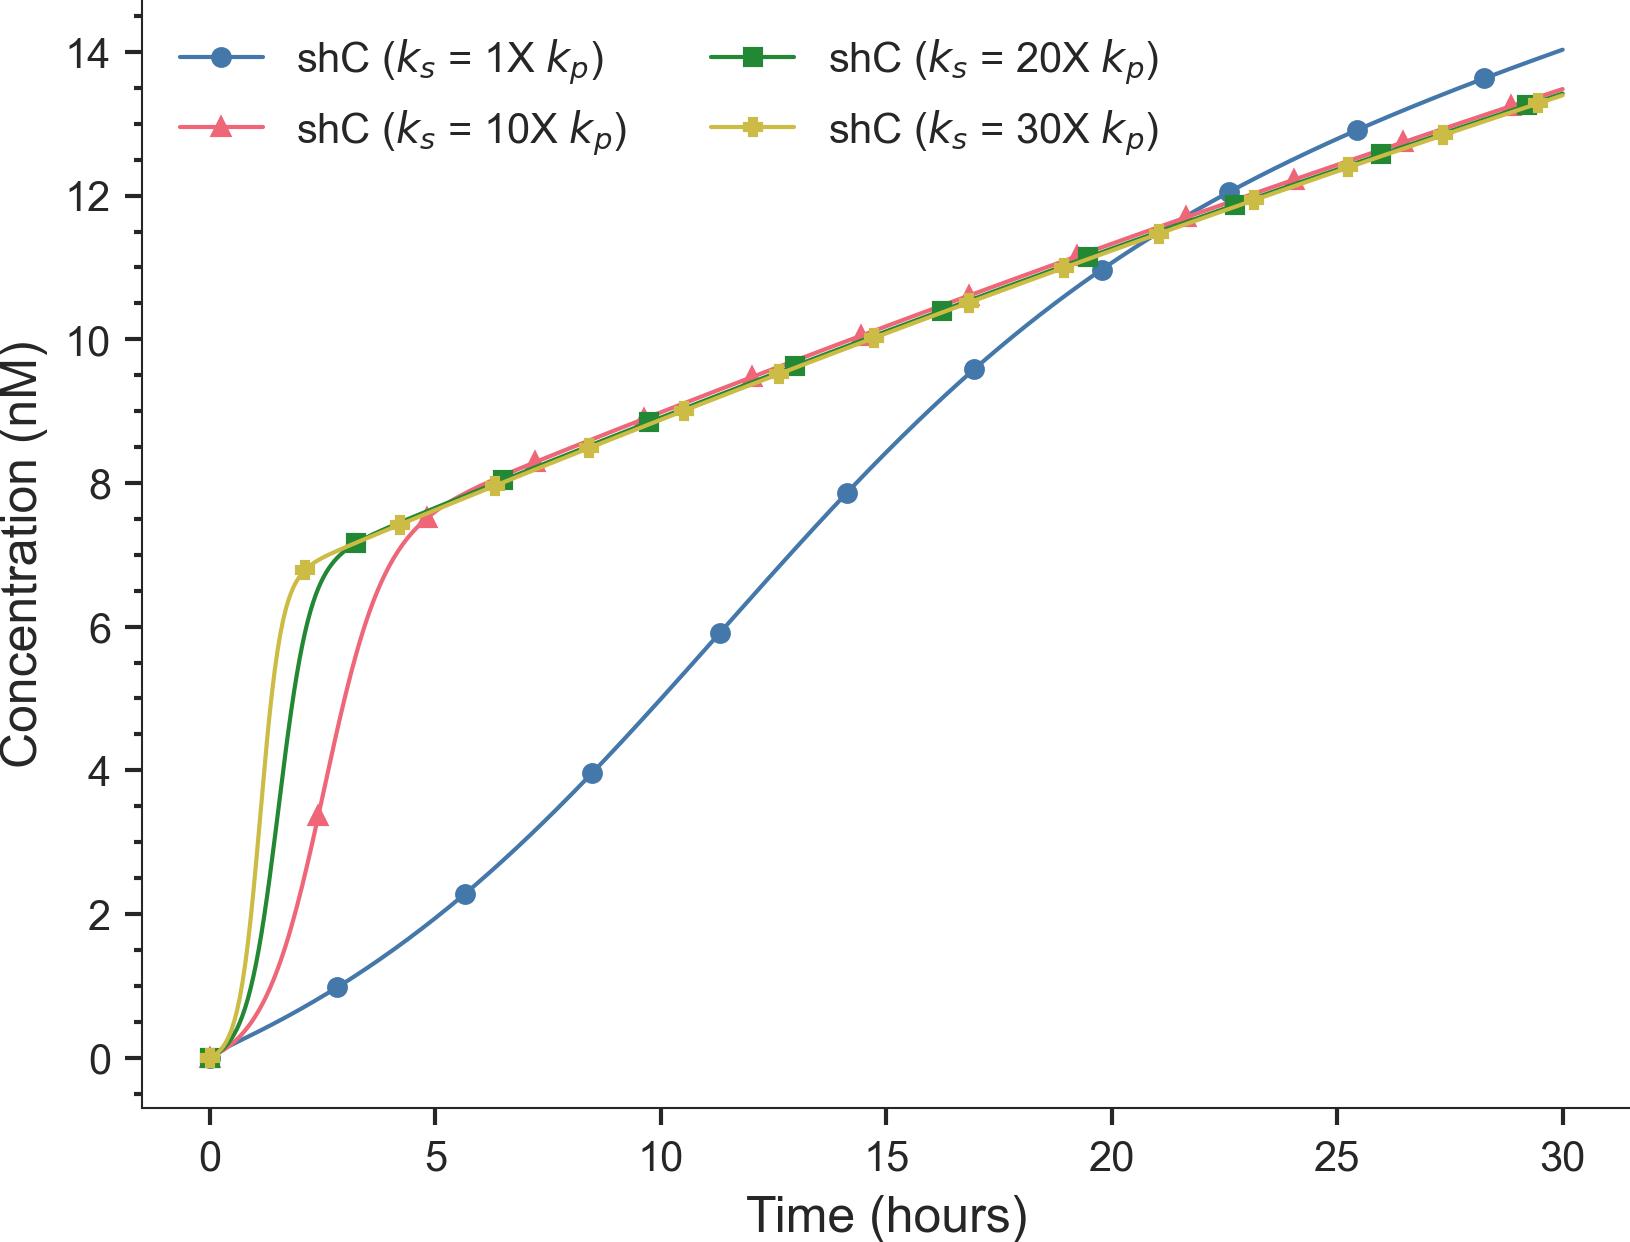 shC (kₛ = 1X kₚ)
shC (kₛ = 10X kₚ)
shC (kₛ = 20X kₚ)
shC (kₛ = 30X kₚ)
Concentration (nM)
14
12
10
8
6
4
2
0
0 5 10 15 20 25 30
Time (hours)